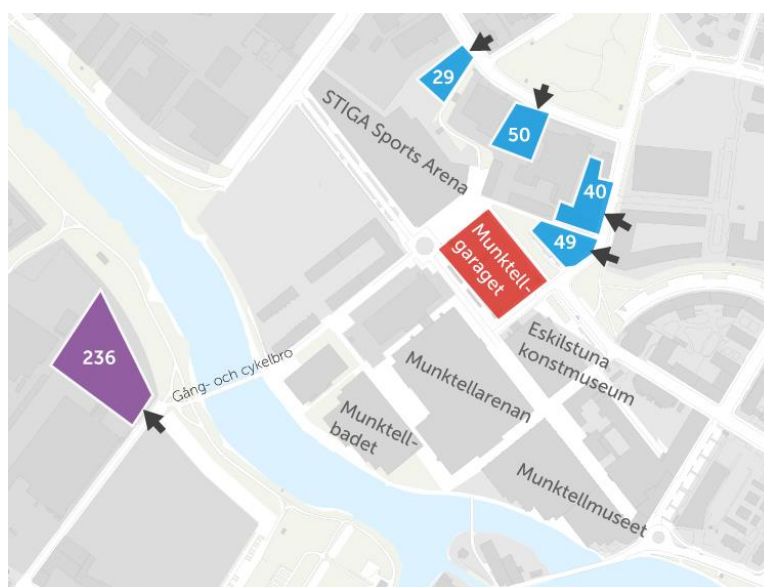 29
50
STIGA Sports Arena
40
49
Munktell-
garaget
236
Gång- och cykelbro
Eskilstuna
konstmuseum
Munktellarenan
Munktell-
badet
Munktellmuseet